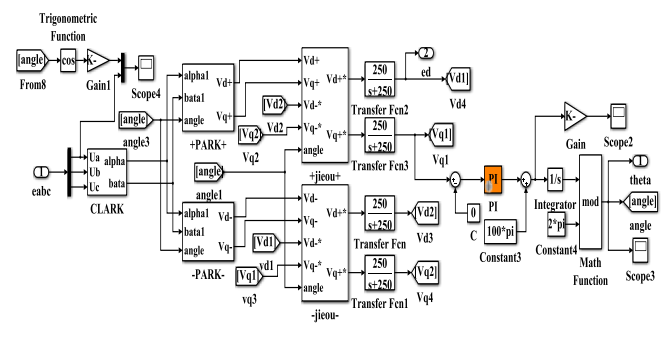 Trigonometric
Function
[angle]
From8
cos
K-
Gain1
Scope4
[angle]
angle3
1
eabc
Ua
Ub
Uc
alpha
bata
CLARK
alpha1
bata1
angle
Vd+
Vq+
+PARK+
alpha1
bata1
angle
Vd-
Vq-
-PARK-
[Vd2]
Vd2
[Vq2]
Vq2
[angle]
angle1
[Vd1]
vd1
[Vq1]
vq3
Vd+
Vq+
Vd-*
Vq-*
angle
Vd+*
Vq+*
+jieou+
Vd-
Vq-
Vd-*
Vq+*
angle
Vd+*
Vq+*
-jieou-
250
s+250
Transfer Fcn2
250
s+250
Transfer Fcn3
250
s+250
Transfer Fcn
250
s+250
Transfer Fcn1
2
ed
[Vd1]
Vd4
[Vq1]
Vq1
[Vd2]
Vd3
[Vq2]
Vq4
0
C
PI
PI
100*pi
Constant3
1/s
Integrator
2*pi
Constant4
K-
Gain
Scope2
mod
Math
Function
1
theta
[angle]
angle
Scope3